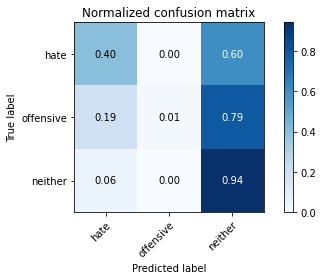 Normalized confusion matrix
True label
hate 0.40 0.00 0.60
offensive 0.19 0.01 0.79
neither 0.06 0.00 0.94
hate offensive neither
Predicted label
0.8
0.6
0.4
0.2
0.0